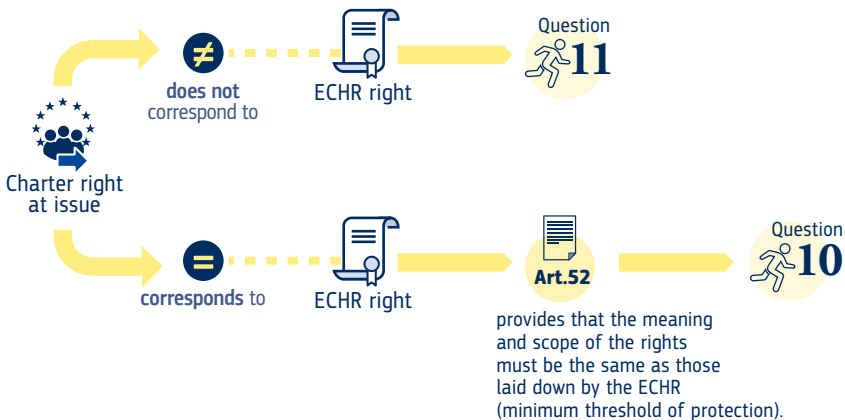 Question
11
≠
does not
correspond to
ECHR right
Charter right
at issue
=
corresponds to
ECHR right
Art.52
Question
10
provides that the meaning
and scope of the rights
must be the same as those
laid down by the ECHR
(minimum threshold of protection).